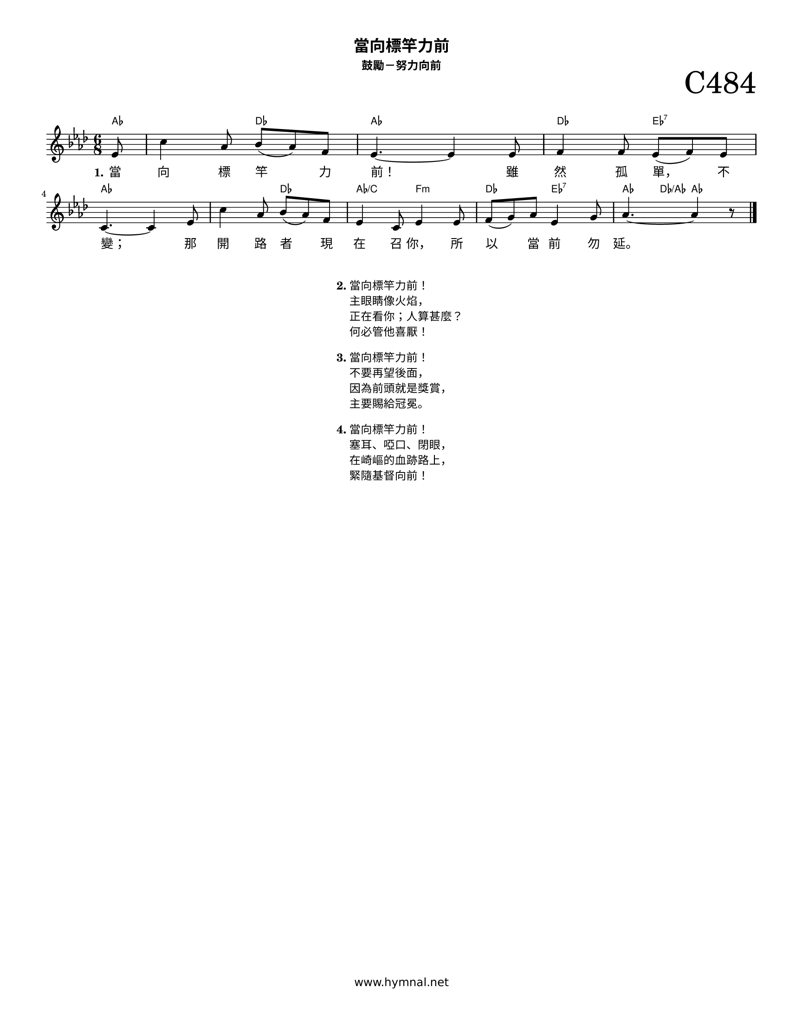 當向標竿力前
鼓勵－努力向前
C484
A♭ D♭ A♭ D♭ E♭7
1. 當 向 標 竿 力 前！ 雖 然 孤 單， 不
4 A♭ D♭ A♭/C Fm D♭ E♭7 A♭ D♭/A♭ A♭
變； 那 開 路 者 現 在 召 你， 所 以 當 前 勿 延。
2. 當向標竿力前！
主眼睛像火焰，
正在看你；人算甚麼？
何必管他喜厭！
3. 當向標竿力前！
不要再望後面，
因為前頭就是獎賞，
主要賜給冠冕。
4. 當向標竿力前！
塞耳、啞口、閉眼，
在崎嶇的血跡路上，
緊隨基督向前！
www.hymnal.net